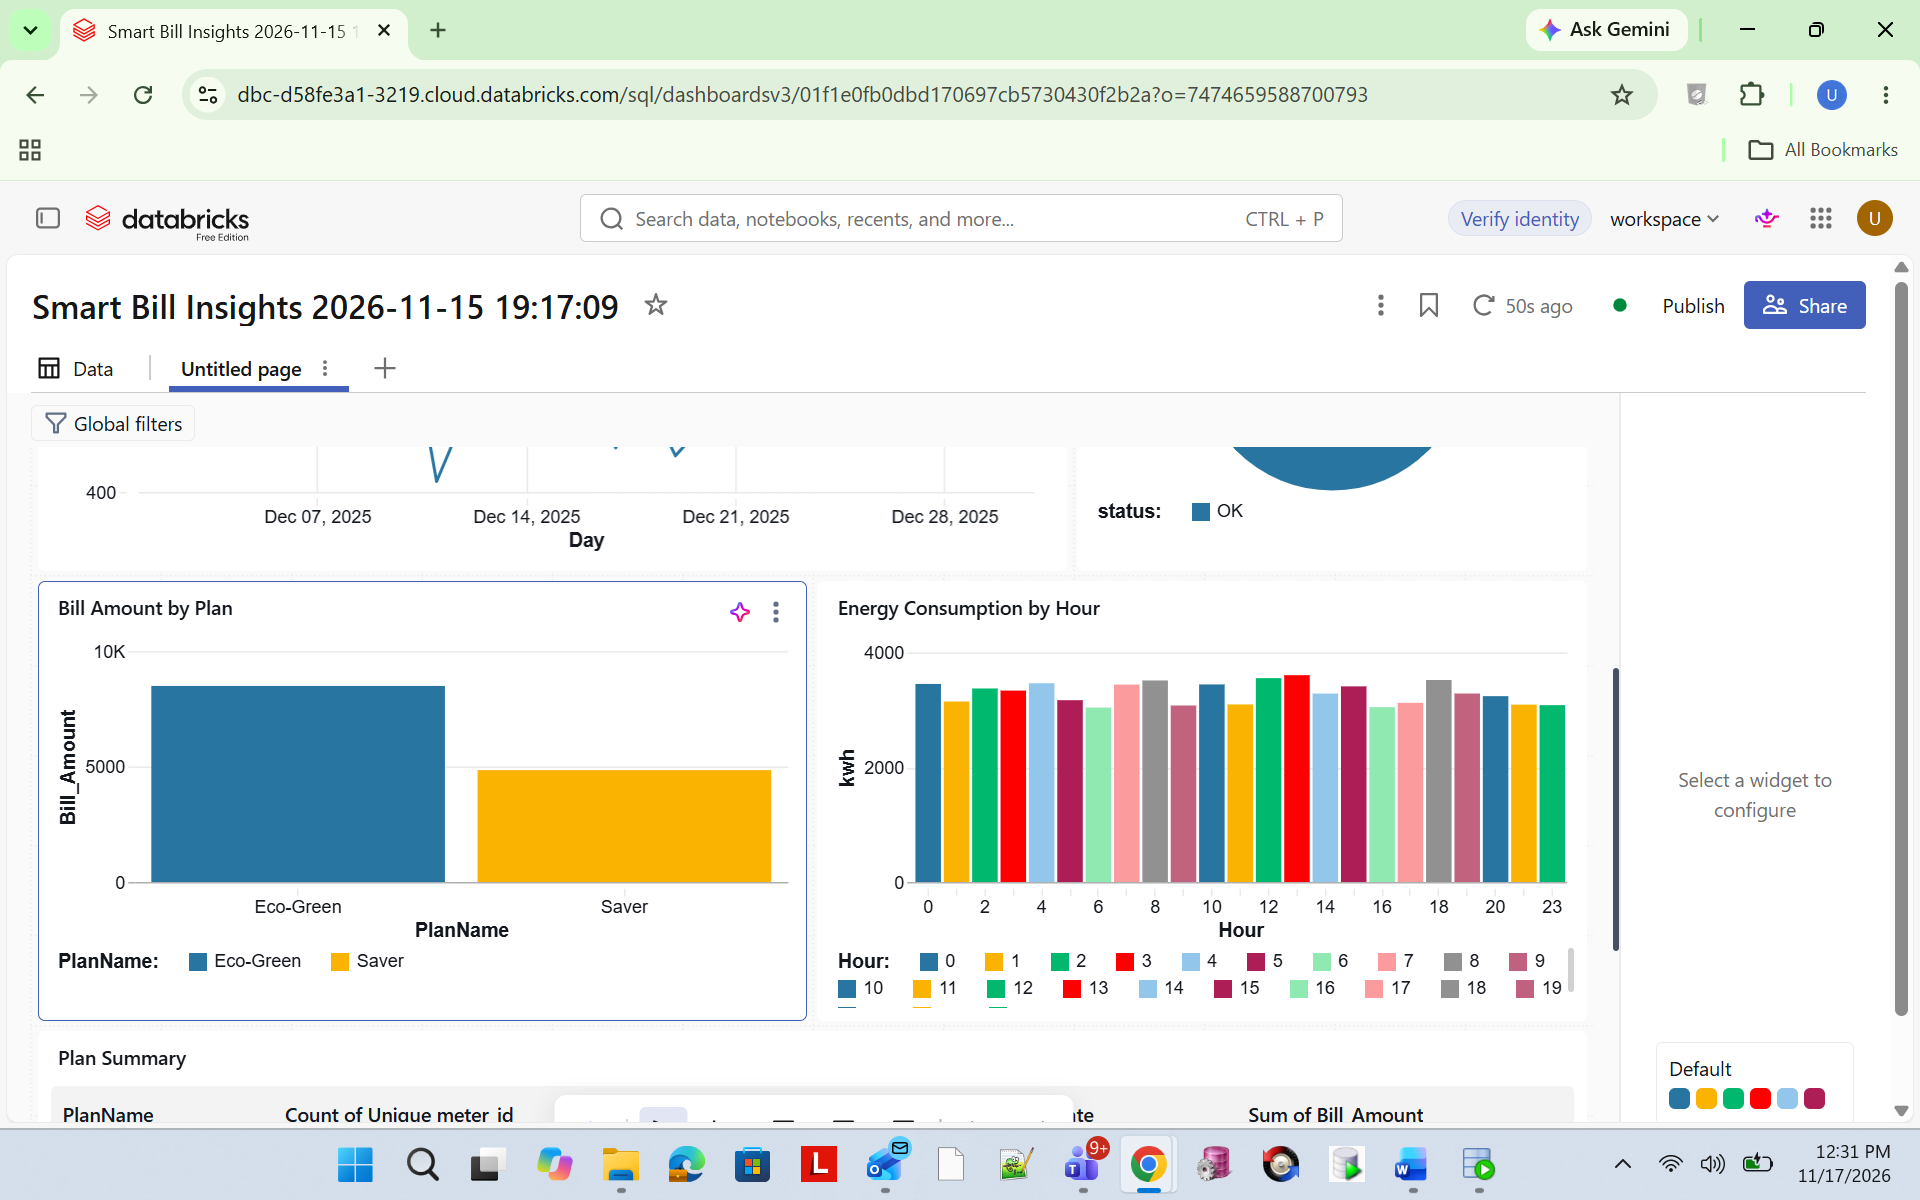 Smart Bill Insights 2026-11-15 1
Ask Gemini
dbc-d58fe3a1-3219.cloud.databricks.com/sql/dashboardsv3/01f1e0fb0dbd170697cb5730430f2b2a?o=7474659588700793
U
All Bookmarks
databricks
Free Edition
Search data, notebooks, recents, and more...
CTRL + P
Verify identity
workspace
U
Smart Bill Insights 2026-11-15 19:17:09
50s ago
Publish
Share
Data
Untitled page
Global filters
400
Dec 07, 2025 Dec 14, 2025 Dec 21, 2025 Dec 28, 2025
Day
status: OK
Bill Amount by Plan
10K
5000
0
Bill_Amount
Eco-Green Saver
PlanName
PlanName: Eco-Green Saver
Energy Consumption by Hour
4000
2000
0
kwh
0 2 4 6 8 10 12 14 16 18 20 23
Hour
Hour: 0 1 2 3 4 5 6 7 8 9
10 11 12 13 14 15 16 17 18 19
Select a widget to
configure
Default
Plan Summary
PlanName Count of Unique meter_id Sum of Bill_Amount
9+
12:31 PM
11/17/2026